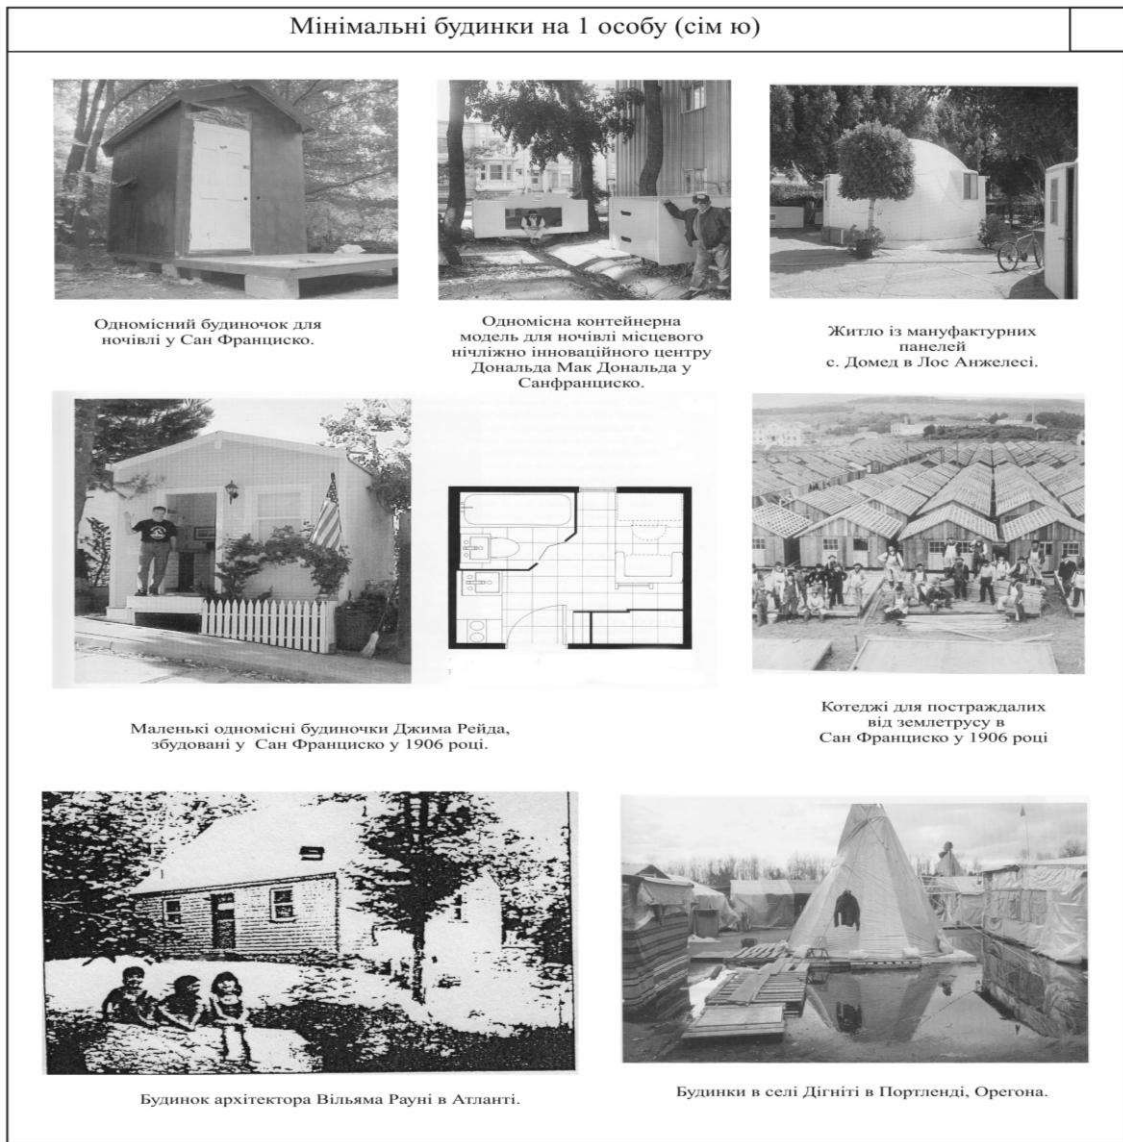 Мінімальні будинки на 1 особу (сім ю)
Одномісний будиночок для
ночівлі у Сан Франциско.
Одномісна контейнерна
модель для ночівлі місцевого
нічліжно інноваційного центру
Дональда Мак Дональда у
Санфранциско.
Житло із мануфактурних
панелей
с. Домед в Лос Анжелесі.
Маленькі одномісні будиночки Джима Рейда,
збудовані у Сан Франциско у 1906 році.
Котеджі для постраждалих
від землетрусу в
Сан Франциско у 1906 році
Будинок архітектора Вільяма Рауні в Атланті.
Будинки в селі Дігніті в Портленді, Орегона.